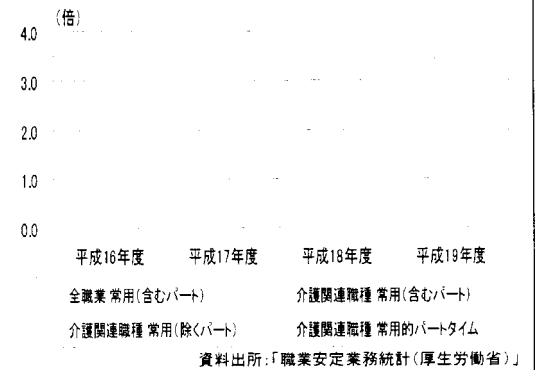 (倍)
4.0
3.0
2.0
1.0
0.0
平成16年度 平成17年度 平成18年度 平成19年度
全職業 常用(含むパート) 介護関連職種 常用(含むパート)
介護関連職種 常用(除くパート) 介護関連職種 常用的パートタイム
資料出所:「職業安定業務統計(厚生労働省)」